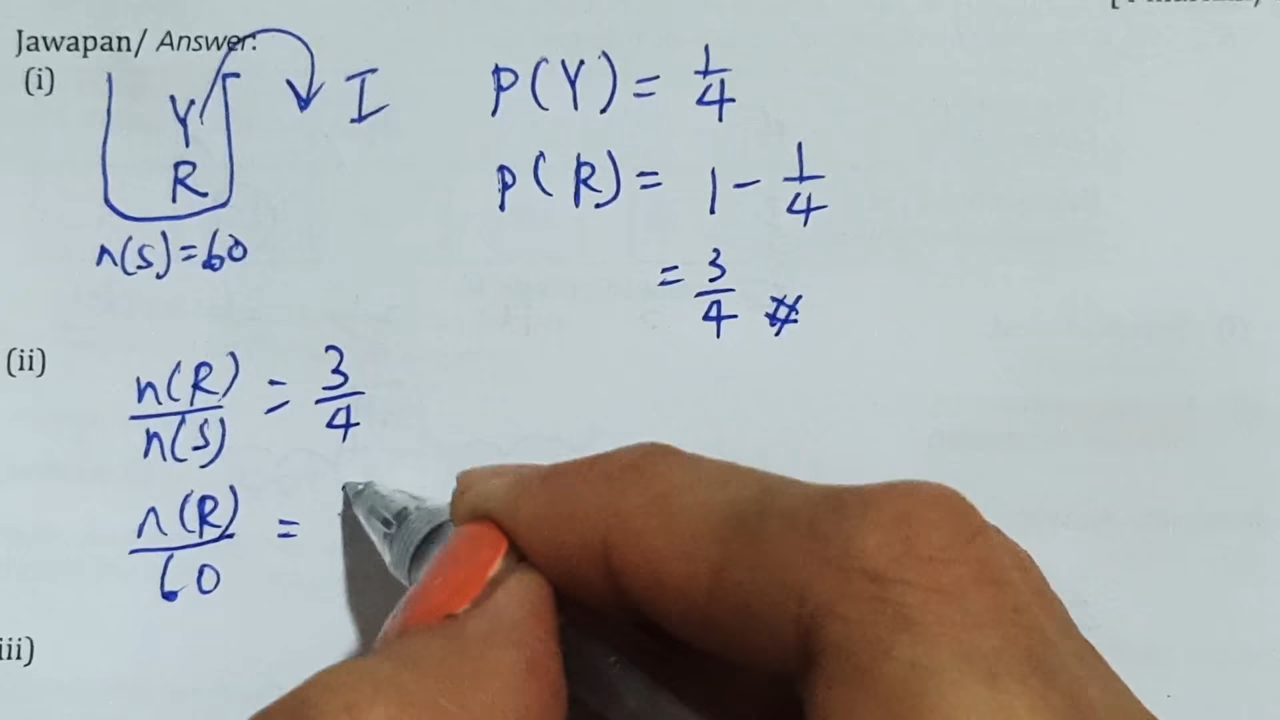 Jawapan/ Answer:
(i)
Y
R
I
n(S)=60
P(Y) = 1/4
P(R) = 1 - 1/4
= 3/4 #
(ii)
n(R)/n(S) = 3/4
n(R)/60 =
iii)